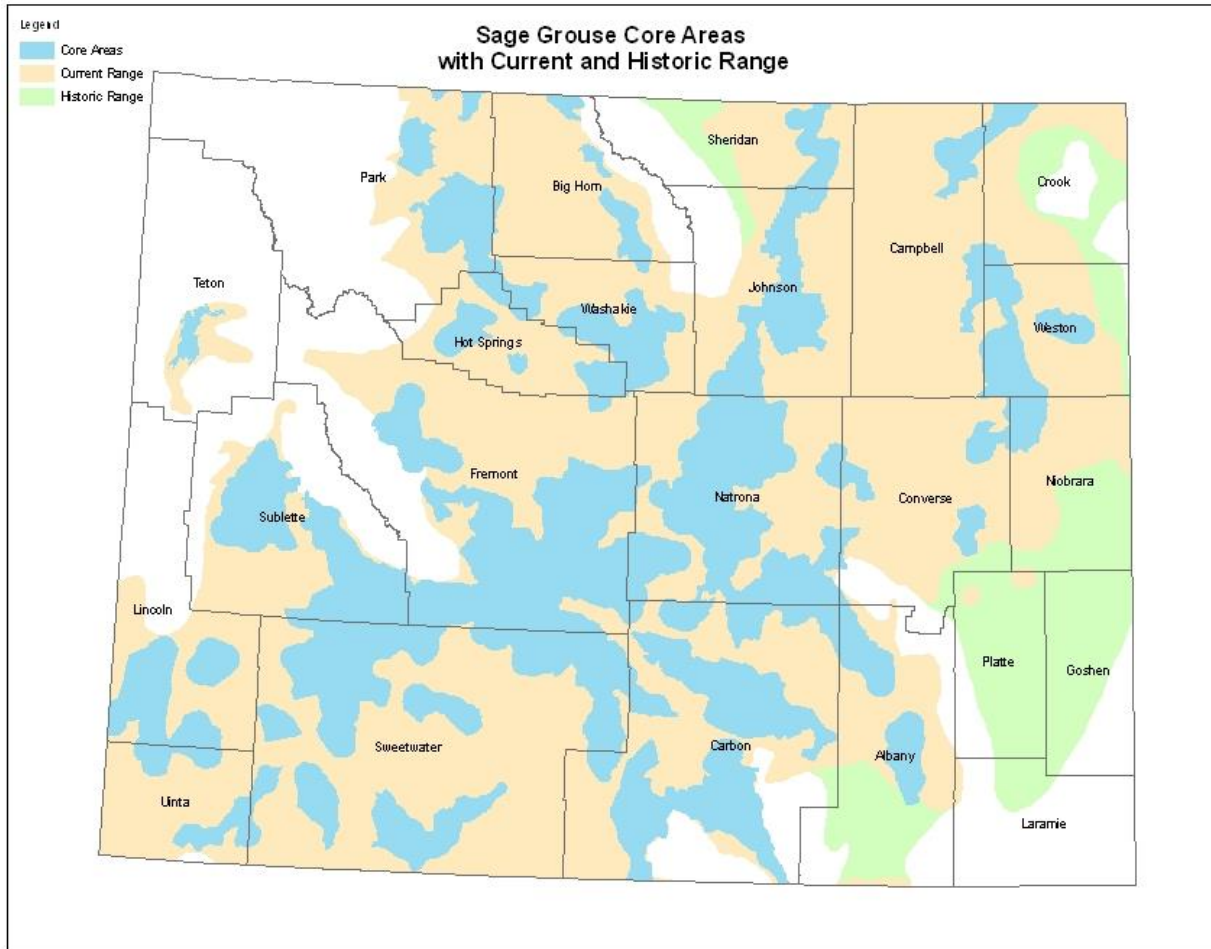 Legend
Core Areas
Current Range
Historic Range
Sage Grouse Core Areas
with Current and Historic Range
Sheridan
Park
Big Horn
Crook
Campbell
Teton
Johnson
Washakie
Weston
Hot Springs
Fremont
Natrona
Converse
Niobrara
Sublette
Lincoln
Platte
Goshen
Sweetwater
Carbon
Albany
Uinta
Laramie